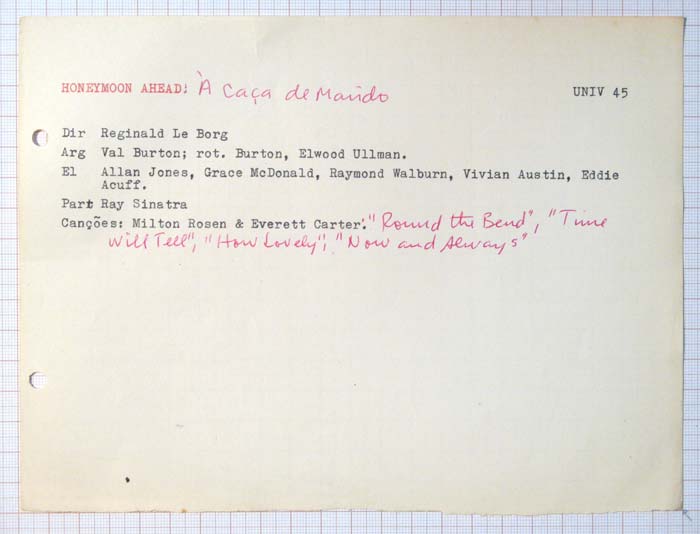 HONEYMOON AHEAD: À Caça de Marido UNIV 45
Dir Reginald Le Borg
Arg Val Burton; rot. Burton, Elwood Ullman.
El Allan Jones, Grace McDonald, Raymond Walburn, Vivian Austin, Eddie
Acuff.
Part Ray Sinatra
Canções: Milton Rosen & Everett Carter: "Round the Bend", "Time
Will Tell", "How Lovely", "Now and Always"